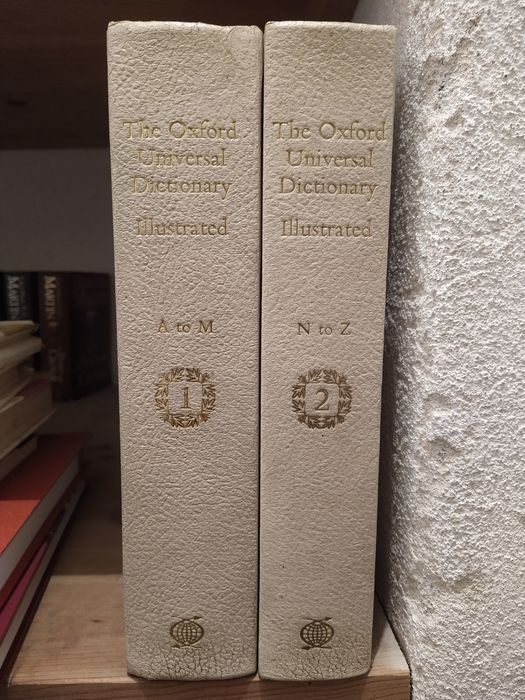 The Oxford
Universal
Dictionary
Illustrated
A to M
1
The Oxford
Universal
Dictionary
Illustrated
N to Z
2